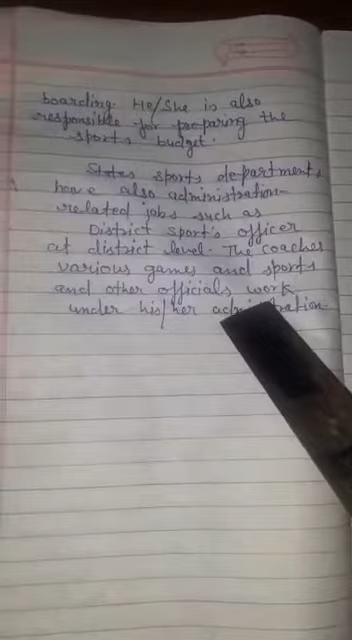 boarding. He/She is also
responsible for preparing the
sports budget.
States sports departments
have also administration-
related jobs such as
District sport's officer
at district level. The coaches
various games and sports
and other officials work
under his/her administration.